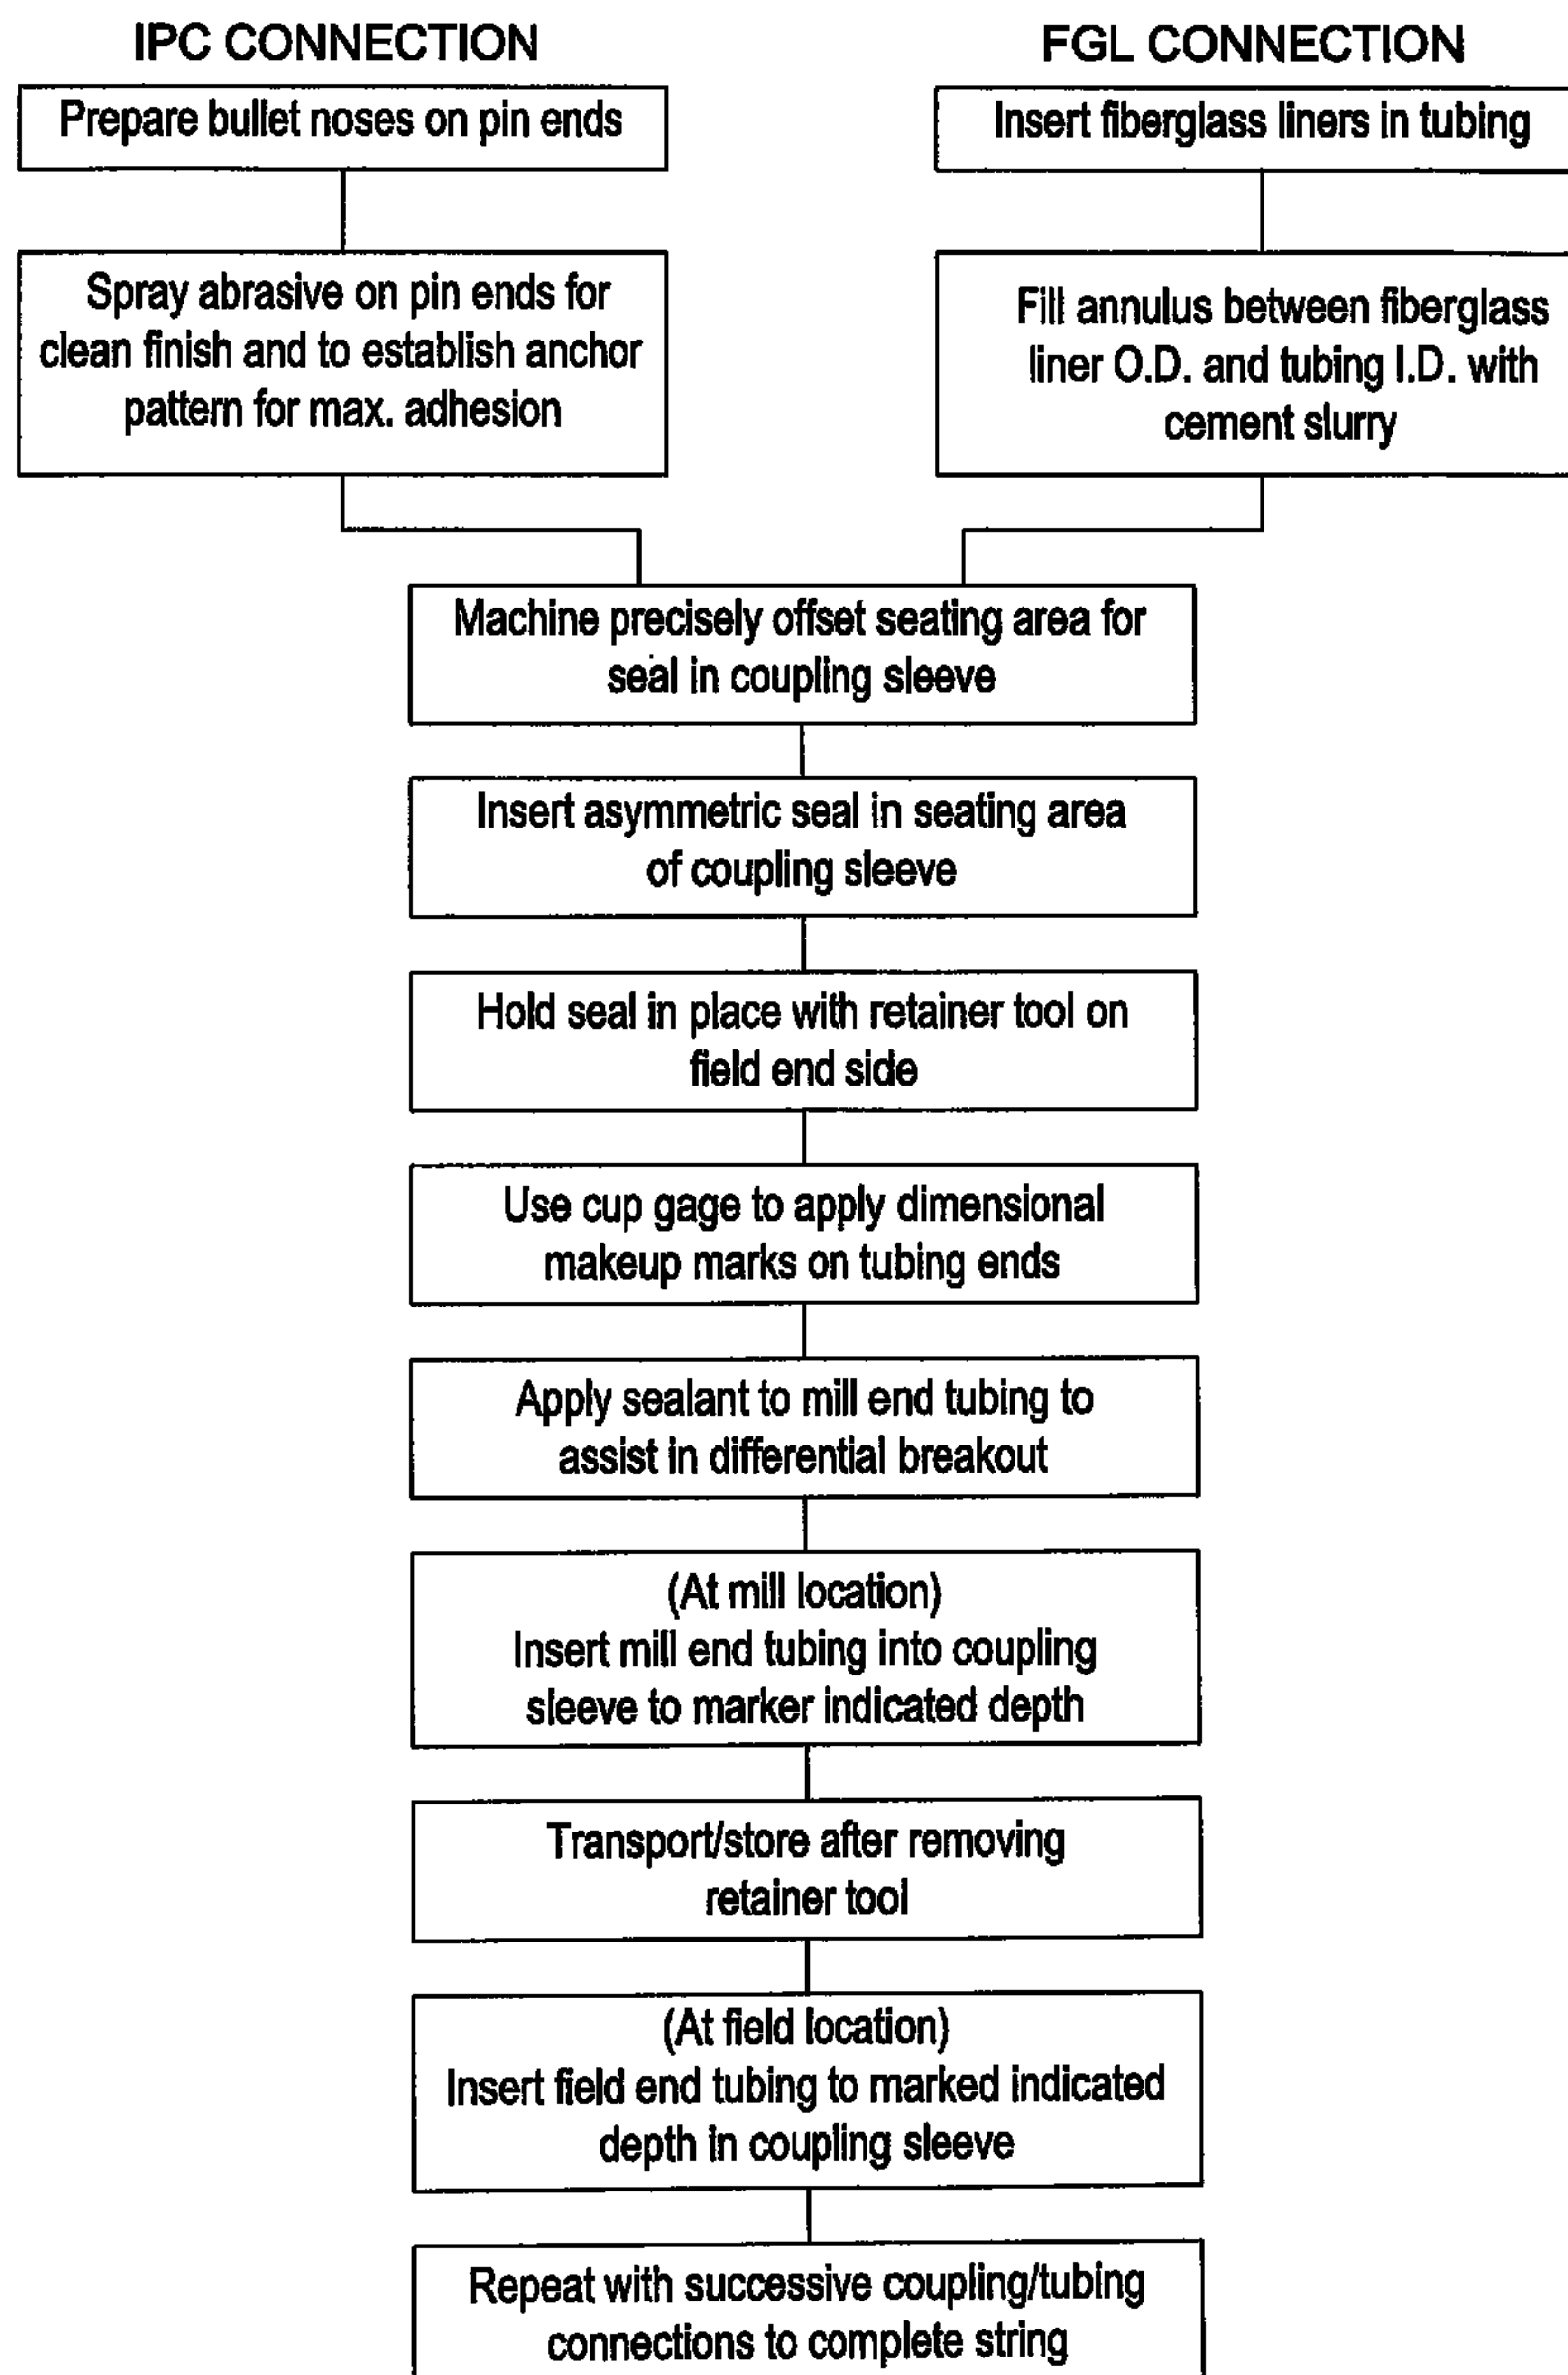 IPC CONNECTION
Prepare bullet noses on pin ends
Spray abrasive on pin ends for
clean finish and to establish anchor
pattern for max. adhesion
FGL CONNECTION
Insert fiberglass liners in tubing
Fill annulus between fiberglass
liner O.D. and tubing I.D. with
cement slurry
Machine precisely offset seating area for
seal in coupling sleeve
Insert asymmetric seal in seating area
of coupling sleeve
Hold seal in place with retainer tool on
field end side
Use cup gage to apply dimensional
makeup marks on tubing ends
Apply sealant to mill end tubing to
assist in differential breakout
(At mill location)
Insert mill end tubing into coupling
sleeve to marker indicated depth
Transport/store after removing
retainer tool
(At field location)
Insert field end tubing to marked indicated
depth in coupling sleeve
Repeat with successive coupling/tubing
connections to complete string